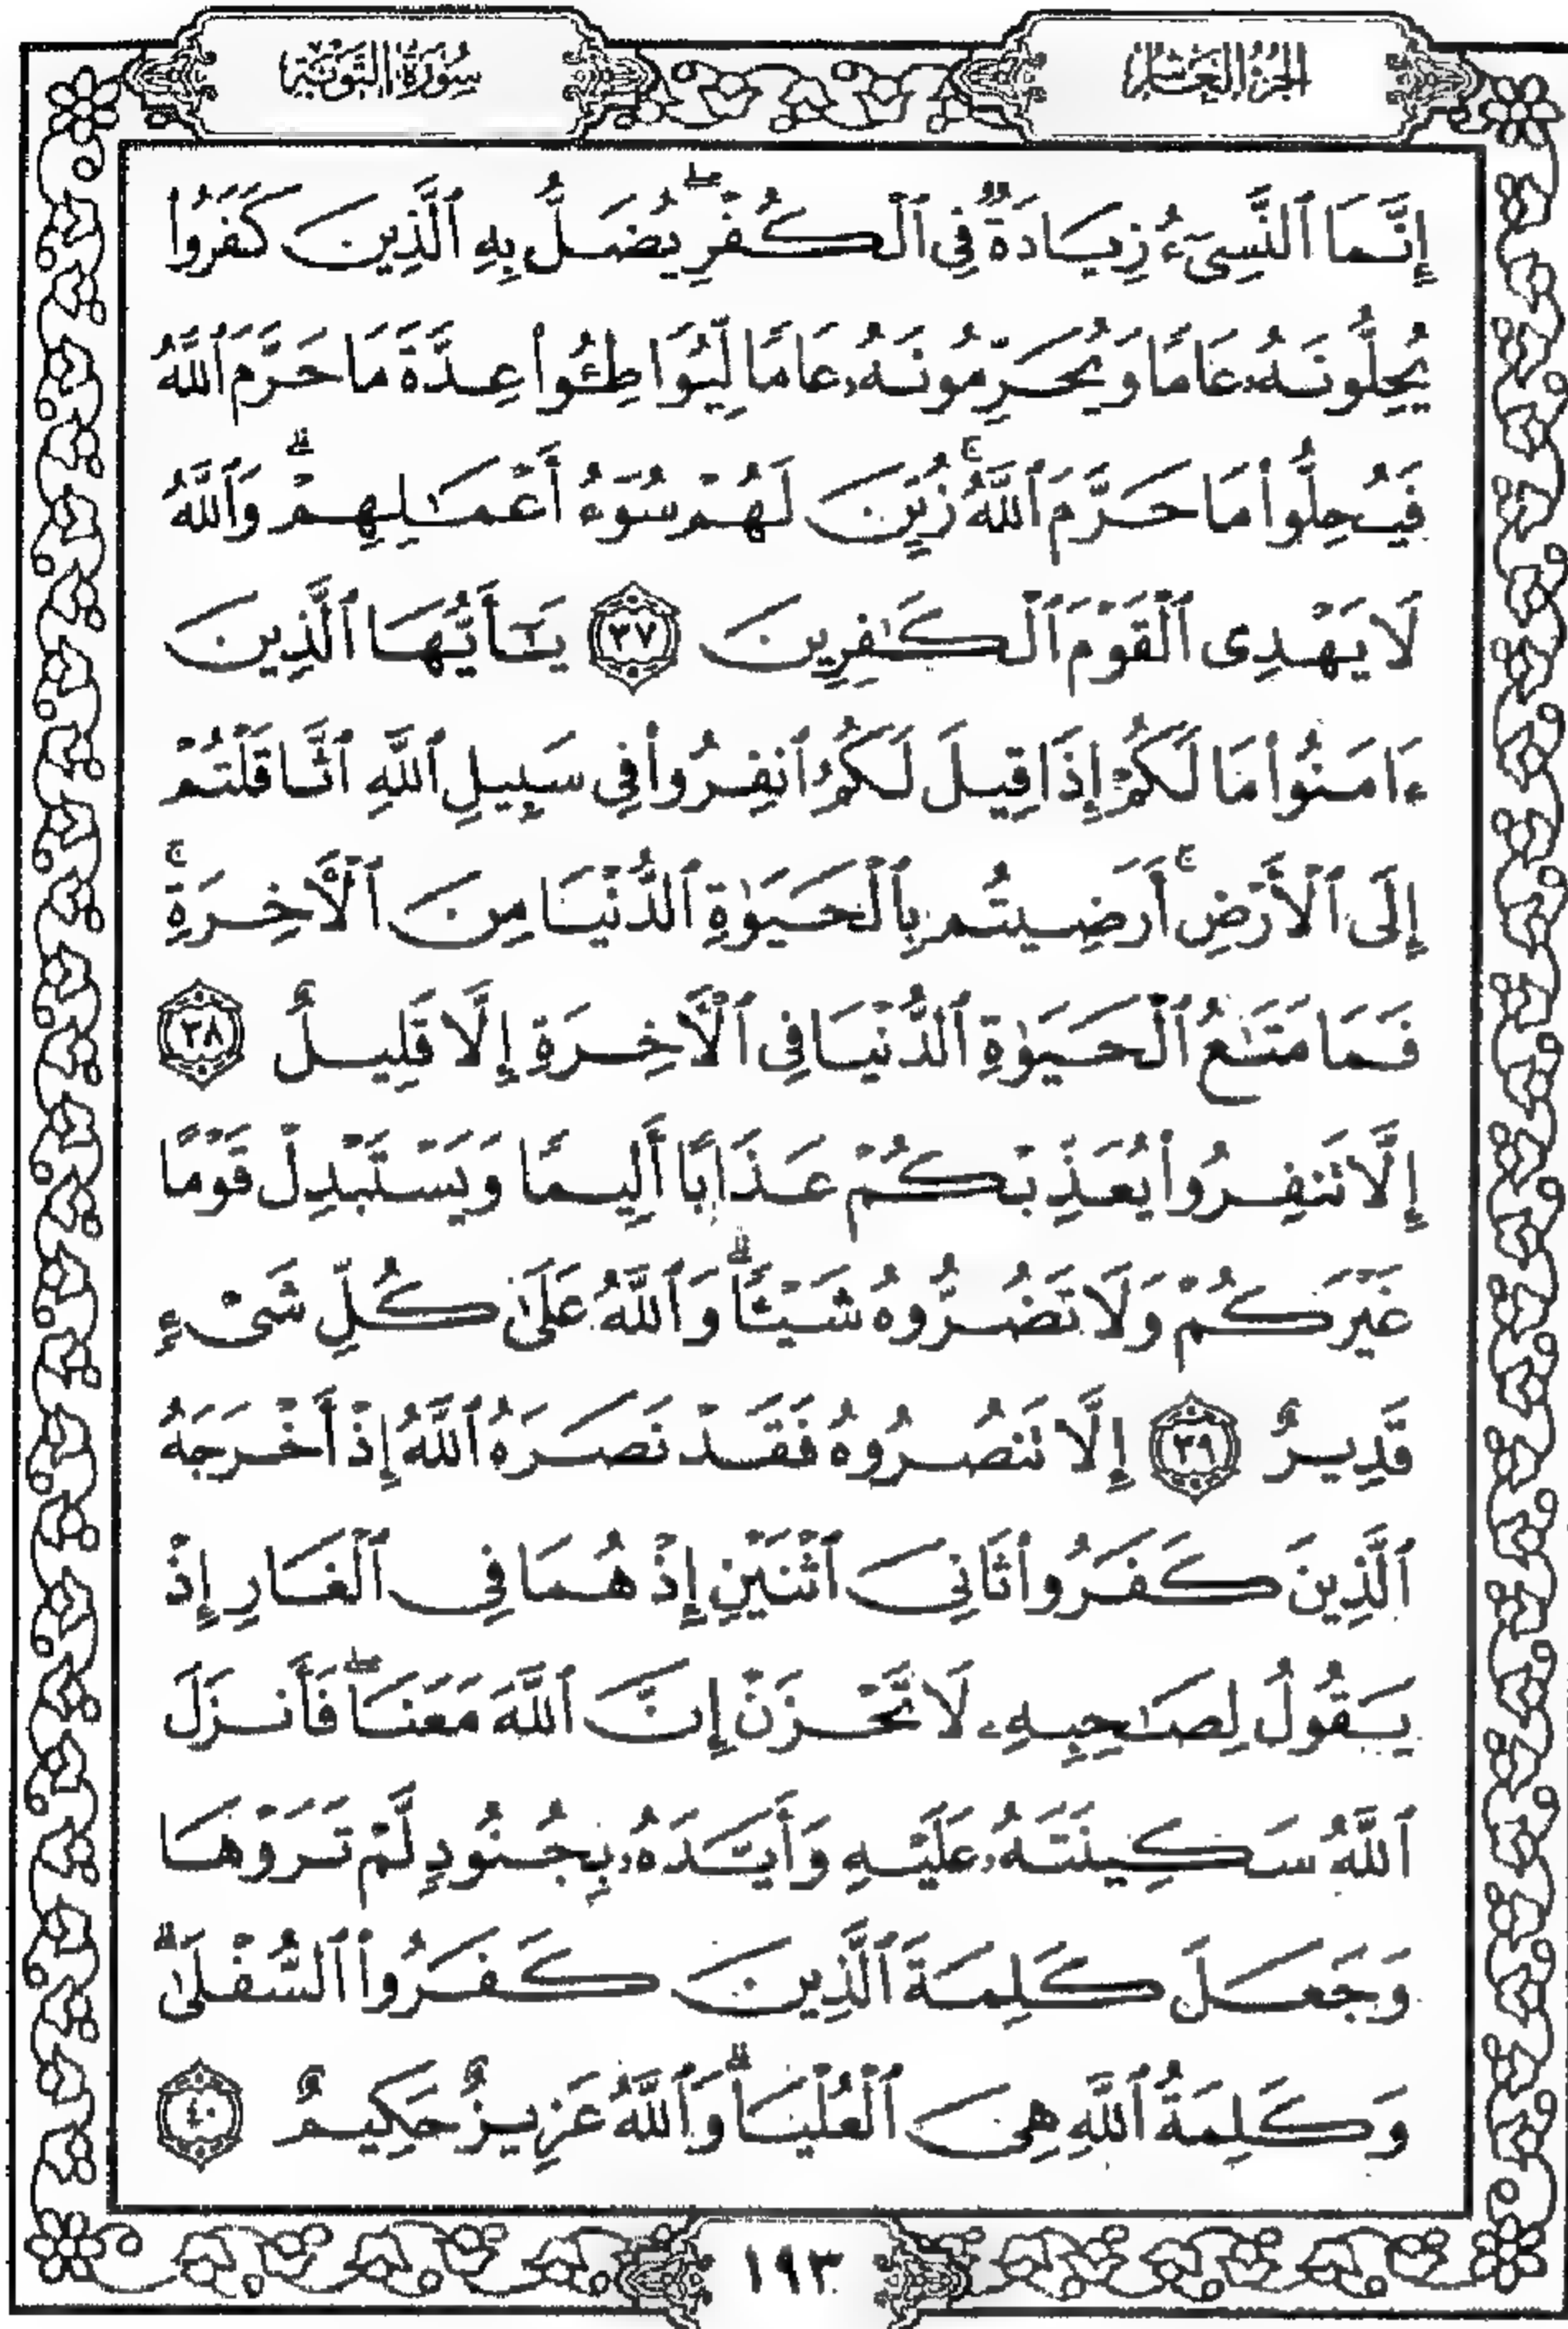 الجزء العاشر
سورة التوبة
إِنَّمَا ٱلنَّسِىٓءُ زِيَادَةٌ فِى ٱلْكُفْرِ ۖ يُضَلُّ بِهِ ٱلَّذِينَ كَفَرُوا۟
يُحِلُّونَهُۥ عَامًا وَيُحَرِّمُونَهُۥ عَامًا لِّيُوَاطِـُٔوا۟ عِدَّةَ مَا حَرَّمَ ٱللَّهُ
فَيُحِلُّوا۟ مَا حَرَّمَ ٱللَّهُ ۚ زُيِّنَ لَهُمْ سُوٓءُ أَعْمَـٰلِهِمْ ۗ وَٱللَّهُ
لَا يَهْدِى ٱلْقَوْمَ ٱلْكَـٰفِرِينَ ٣٧ يَـٰٓأَيُّهَا ٱلَّذِينَ
ءَامَنُوا۟ مَا لَكُمْ إِذَا قِيلَ لَكُمُ ٱنفِرُوا۟ فِى سَبِيلِ ٱللَّهِ ٱثَّاقَلْتُمْ
إِلَى ٱلْأَرْضِ ۚ أَرَضِيتُم بِٱلْحَيَوٰةِ ٱلدُّنْيَا مِنَ ٱلْـَٔاخِرَةِ ۚ
فَمَا مَتَـٰعُ ٱلْحَيَوٰةِ ٱلدُّنْيَا فِى ٱلْـَٔاخِرَةِ إِلَّا قَلِيلٌ ٣٨
إِلَّا تَنفِرُوا۟ يُعَذِّبْكُمْ عَذَابًا أَلِيمًا وَيَسْتَبْدِلْ قَوْمًا
غَيْرَكُمْ وَلَا تَضُرُّوهُ شَيْـًٔا ۗ وَٱللَّهُ عَلَىٰ كُلِّ شَىْءٍ
قَدِيرٌ ٣٩ إِلَّا تَنصُرُوهُ فَقَدْ نَصَرَهُ ٱللَّهُ إِذْ أَخْرَجَهُ
ٱلَّذِينَ كَفَرُوا۟ ثَانِىَ ٱثْنَيْنِ إِذْ هُمَا فِى ٱلْغَارِ إِذْ
يَقُولُ لِصَـٰحِبِهِۦ لَا تَحْزَنْ إِنَّ ٱللَّهَ مَعَنَا ۖ فَأَنزَلَ
ٱللَّهُ سَكِينَتَهُۥ عَلَيْهِ وَأَيَّدَهُۥ بِجُنُودٍ لَّمْ تَرَوْهَا
وَجَعَلَ كَلِمَةَ ٱلَّذِينَ كَفَرُوا۟ ٱلسُّفْلَىٰ ۗ
وَكَلِمَةُ ٱللَّهِ هِىَ ٱلْعُلْيَا ۗ وَٱللَّهُ عَزِيزٌ حَكِيمٌ ٤٠
١٩٣